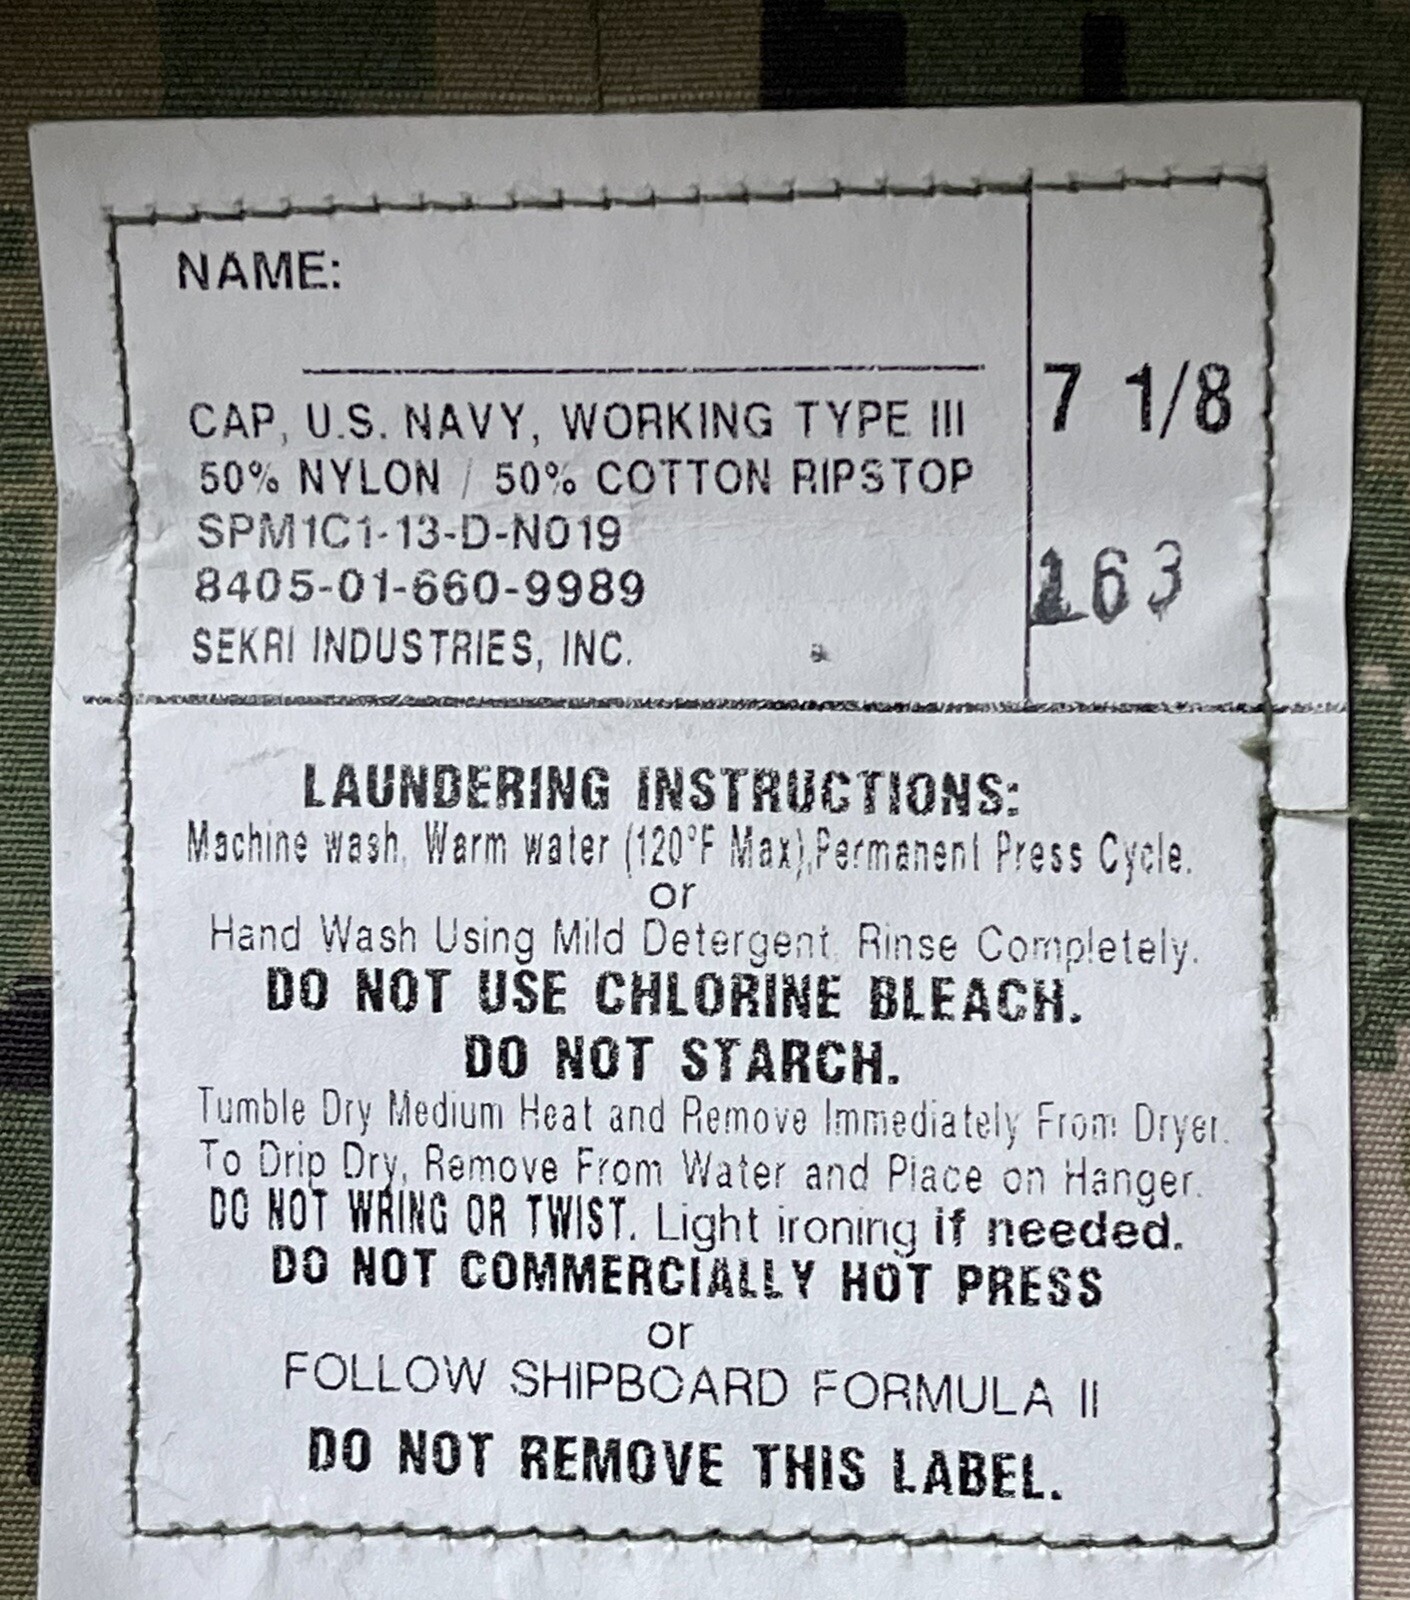 NAME:
CAP, U.S. NAVY, WORKING TYPE III
7 1/8
50% NYLON / 50% COTTON RIPSTOP
SPM1C1-13-D-N019
8405-01-660-9989
163
SEKRI INDUSTRIES, INC.
LAUNDERING INSTRUCTIONS:
Machine wash, Warm water (120°F Max),Permanent Press Cycle.
or
Hand Wash Using Mild Detergent, Rinse Completely.
DO NOT USE CHLORINE BLEACH.
DO NOT STARCH.
Tumble Dry Medium Heat and Remove Immediately From Dryer.
To Drip Dry, Remove From Water and Place on Hanger.
DO NOT WRING OR TWIST. Light ironing if needed.
DO NOT COMMERCIALLY HOT PRESS
or
FOLLOW SHIPBOARD FORMULA II
DO NOT REMOVE THIS LABEL.